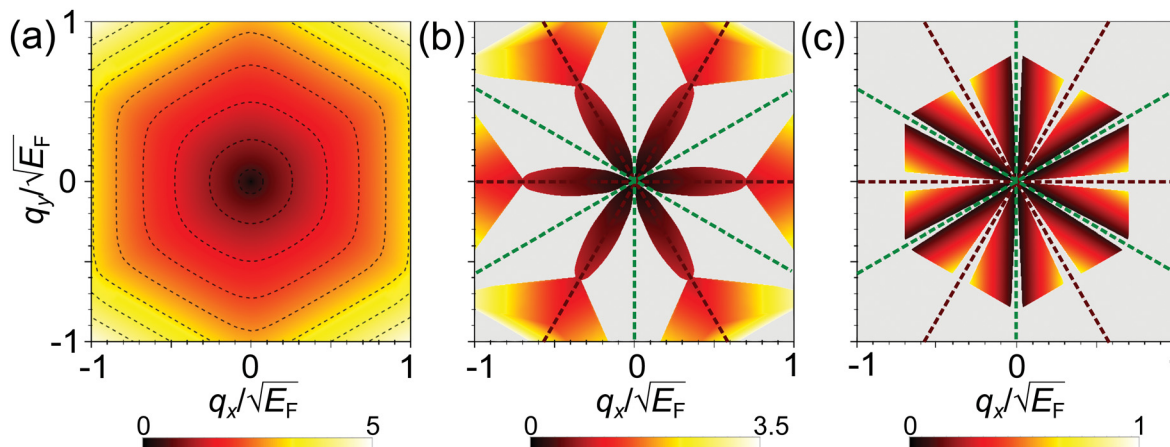 (a)
(b)
(c)
q_y/√E_F
1
0
-1
-1 0 1
-1 0 1
-1 0 1
q_x/√E_F
q_x/√E_F
q_x/√E_F
0 5
0 3.5
0 1